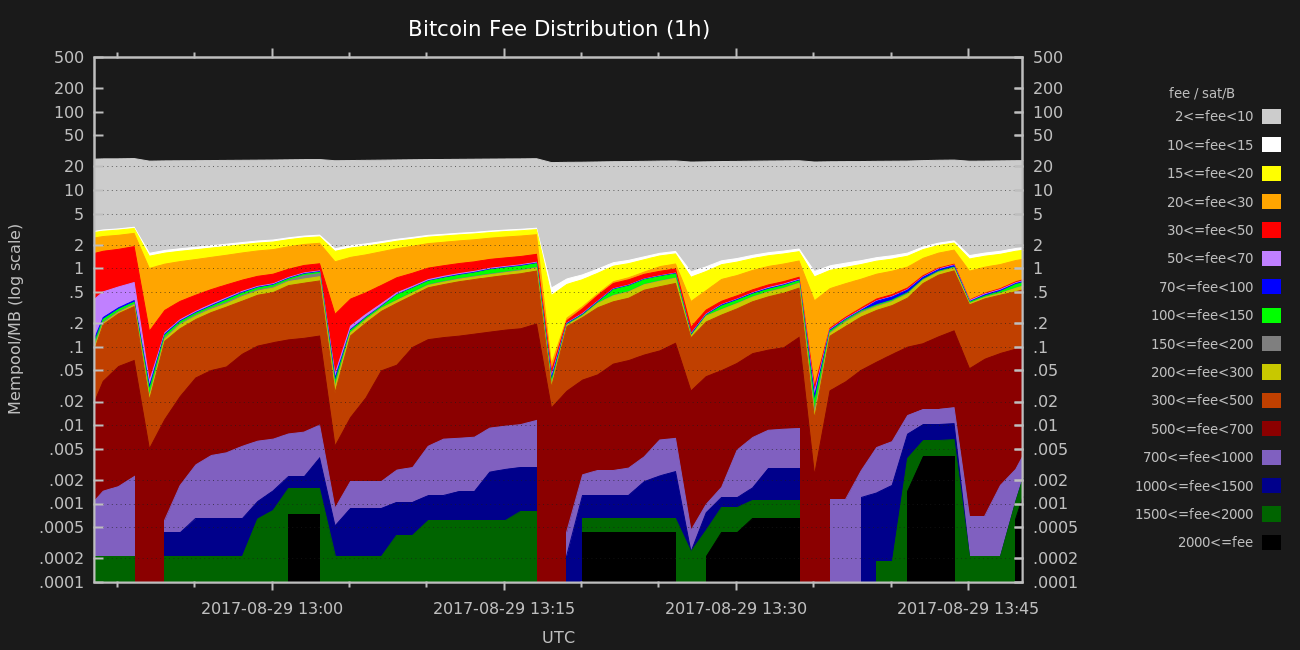 Bitcoin Fee Distribution (1h)
500 500
200 200
100 100
50 50
20 20
10 10
5 5
2 2
1 1
.5 .5
.2 .2
.1 .1
.05 .05
.02 .02
.01 .01
.005 .005
.002 .002
.001 .001
.0005 .0005
.0002 .0002
.0001 .0001
Mempool/MB (log scale)
2017-08-29 13:00 2017-08-29 13:15 2017-08-29 13:30 2017-08-29 13:45
UTC
fee / sat/B
2<=fee<10
10<=fee<15
15<=fee<20
20<=fee<30
30<=fee<50
50<=fee<70
70<=fee<100
100<=fee<150
150<=fee<200
200<=fee<300
300<=fee<500
500<=fee<700
700<=fee<1000
1000<=fee<1500
1500<=fee<2000
2000<=fee